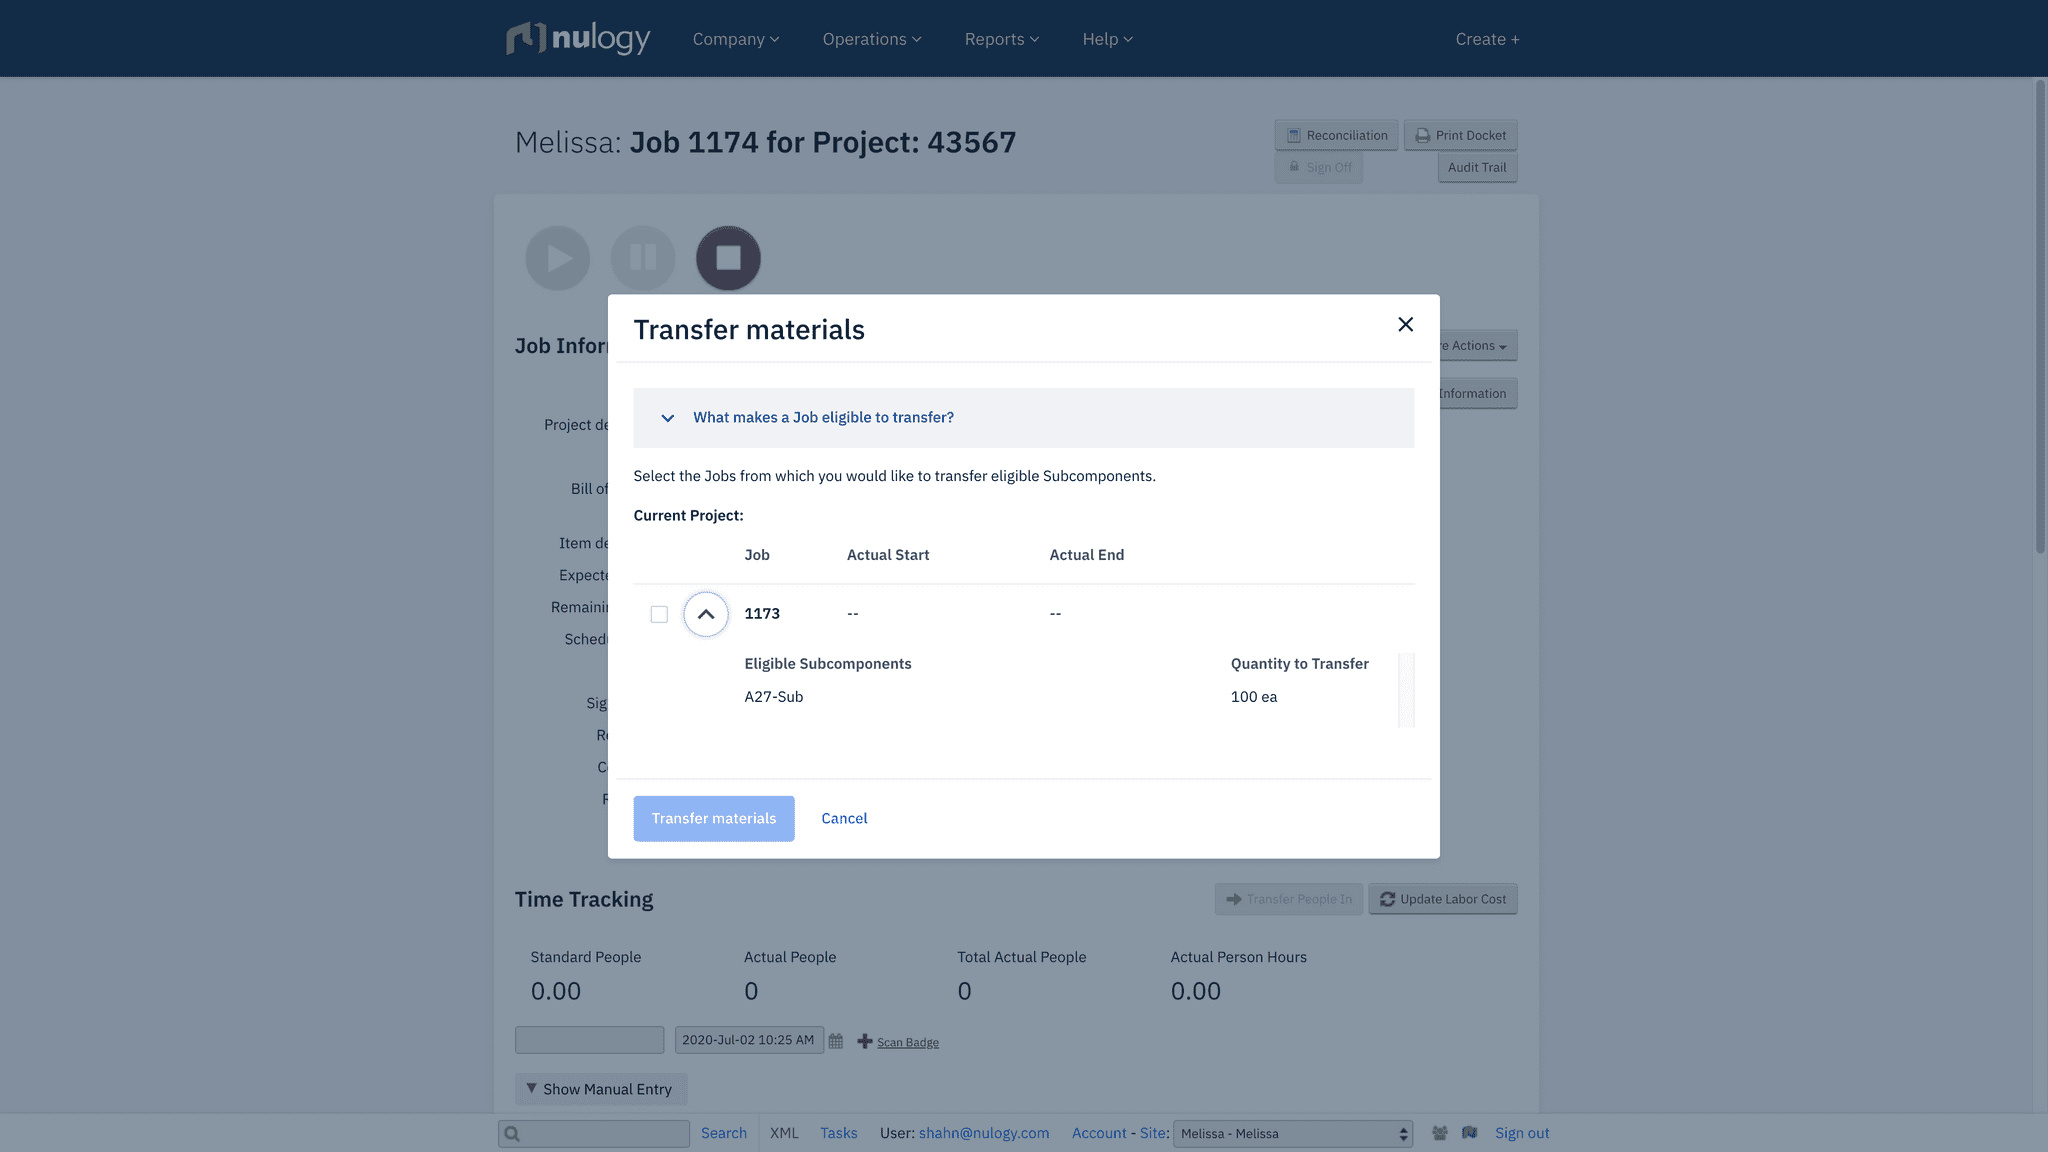 nulogy
Company Operations Reports Help Create +
Melissa: Job 1174 for Project: 43567
Reconciliation Print Docket
Sign Off Audit Trail
Transfer materials
Job Infor
re Actions
Information
What makes a Job eligible to transfer?
Project de
Select the Jobs from which you would like to transfer eligible Subcomponents.
Bill of
Current Project:
Item de
Job Actual Start Actual End
Expecte
Remainin
1173 -- --
Schedu
Eligible Subcomponents Quantity to Transfer
A27-Sub 100 ea
Sig
Re
C
R
Transfer materials Cancel
Time Tracking
Transfer People In Update Labor Cost
Standard People Actual People Total Actual People Actual Person Hours
0.00 0 0 0.00
2020-Jul-02 10:25 AM Scan Badge
Show Manual Entry
Search XML Tasks User: shahn@nulogy.com Account - Site: Melissa - Melissa Sign out